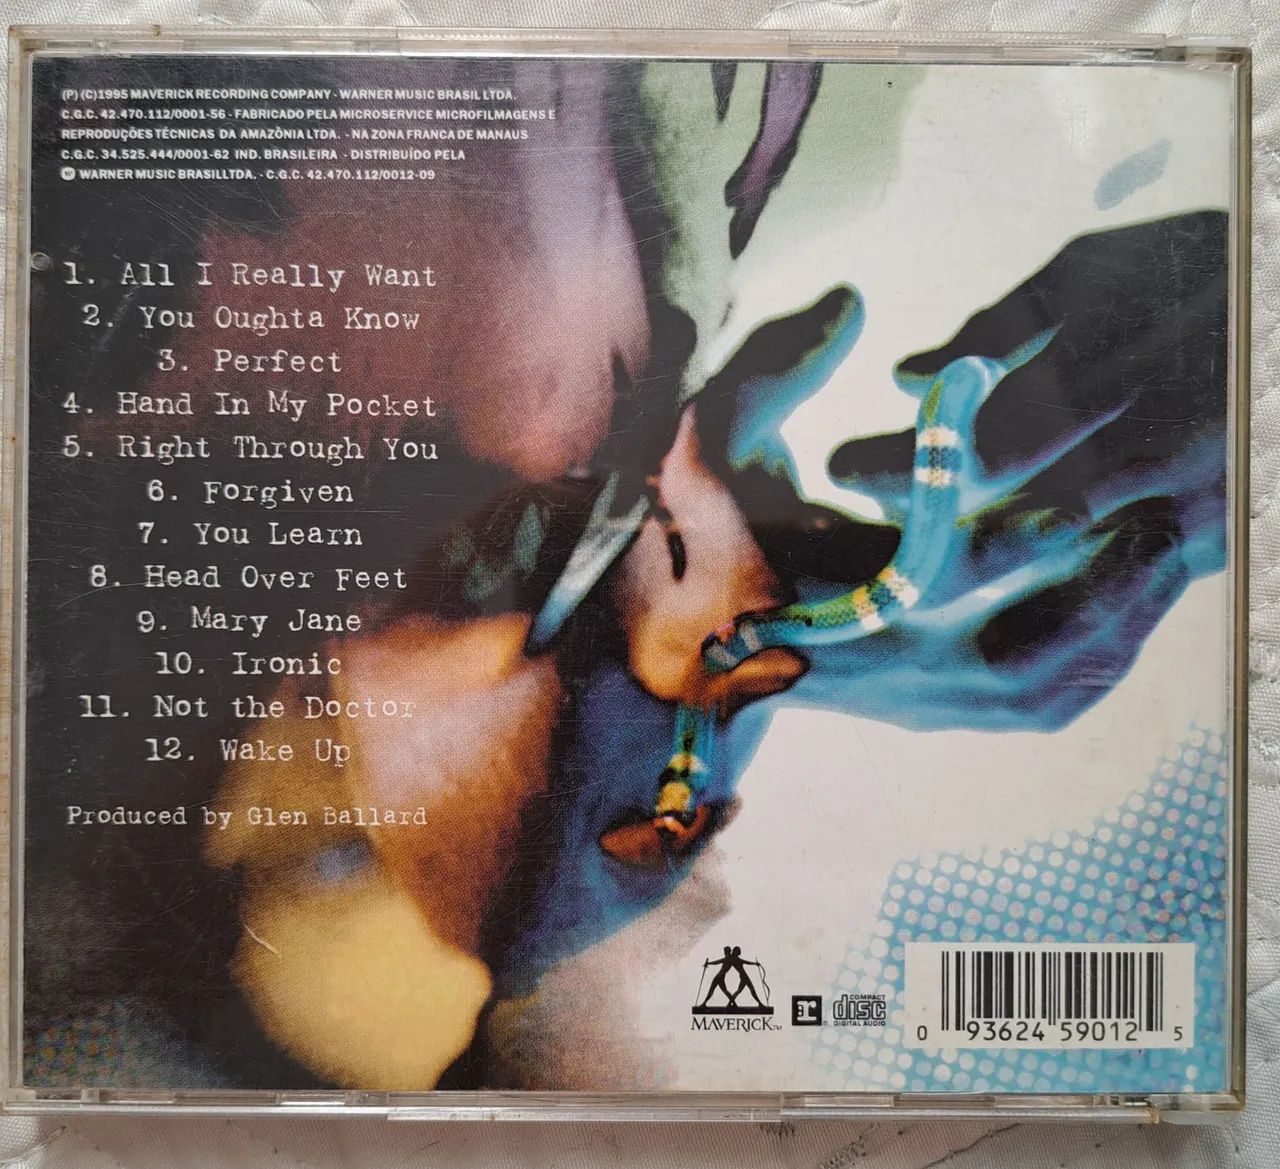 (P) (C)1995 MAVERICK RECORDING COMPANY - WARNER MUSIC BRASIL LTDA.
C.G.C. 42.470.112/0001-56 - FABRICADO PELA MICROSERVICE MICROFILMAGENS E
REPRODUÇÕES TÉCNICAS DA AMAZÔNIA LTDA. - NA ZONA FRANCA DE MANAUS
C.G.C. 34.525.444/0001-62 IND. BRASILEIRA - DISTRIBUÍDO PELA
WARNER MUSIC BRASILLTDA. - C.G.C. 42.470.112/0012-09
1. All I Really Want
2. You Oughta Know
3. Perfect
4. Hand In My Pocket
5. Right Through You
6. Forgiven
7. You Learn
8. Head Over Feet
9. Mary Jane
10. Ironic
11. Not the Doctor
12. Wake Up
Produced by Glen Ballard
MAVERICK TM
r
COMPACT
disc
DIGITAL AUDIO
0 93624 59012 5